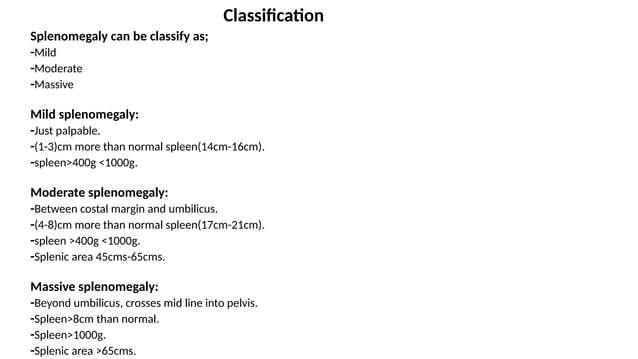 Classification
Splenomegaly can be classify as;
-Mild
-Moderate
-Massive
Mild splenomegaly:
-Just palpable.
-(1-3)cm more than normal spleen(14cm-16cm).
-spleen>400g <1000g.
Moderate splenomegaly:
-Between costal margin and umbilicus.
-(4-8)cm more than normal spleen(17cm-21cm).
-spleen >400g <1000g.
-Splenic area 45cms-65cms.
Massive splenomegaly:
-Beyond umbilicus, crosses mid line into pelvis.
-Spleen>8cm than normal.
-Spleen>1000g.
-Splenic area >65cms.